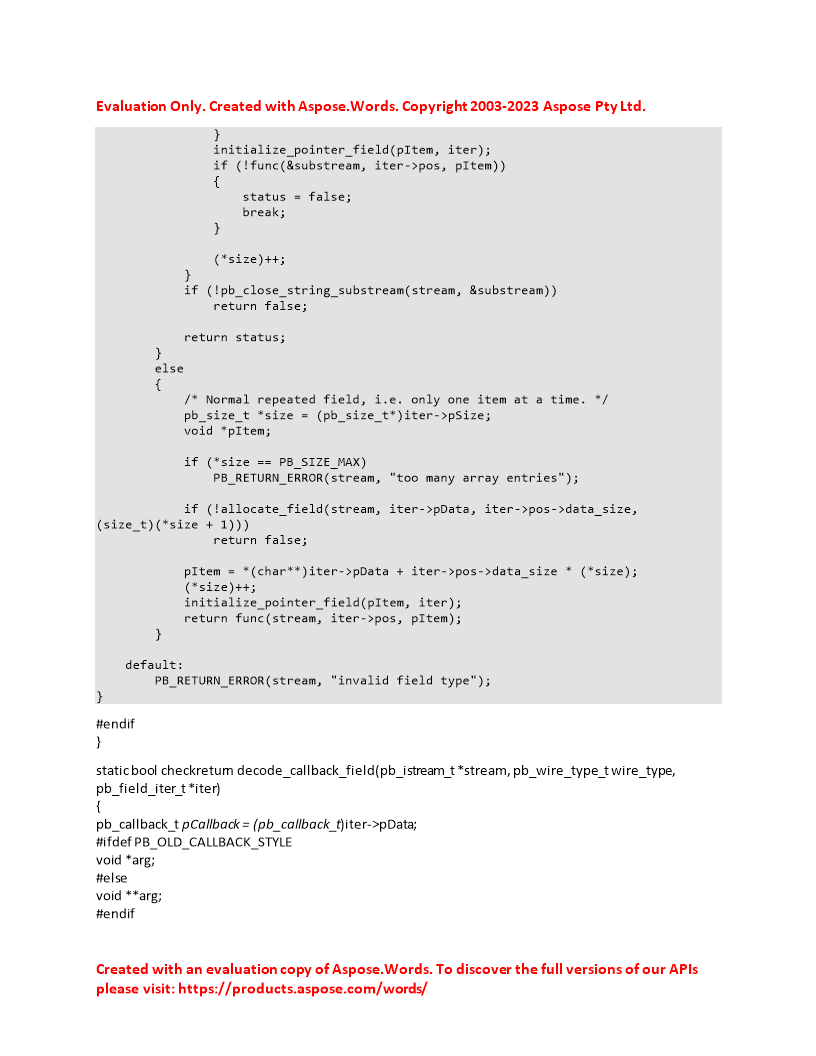 Evaluation Only. Created with Aspose.Words. Copyright 2003-2023 Aspose Pty Ltd.
                }
                initialize_pointer_field(pItem, iter);
                if (!func(&substream, iter->pos, pItem))
                {
                    status = false;
                    break;
                }

                (*size)++;
            }
            if (!pb_close_string_substream(stream, &substream))
                return false;

            return status;
        }
        else
        {
            /* Normal repeated field, i.e. only one item at a time. */
            pb_size_t *size = (pb_size_t*)iter->pSize;
            void *pItem;

            if (*size == PB_SIZE_MAX)
                PB_RETURN_ERROR(stream, "too many array entries");

            if (!allocate_field(stream, iter->pData, iter->pos->data_size,
(size_t)(*size + 1)))
                return false;

            pItem = *(char**)iter->pData + iter->pos->data_size * (*size);
            (*size)++;
            initialize_pointer_field(pItem, iter);
            return func(stream, iter->pos, pItem);
        }

    default:
        PB_RETURN_ERROR(stream, "invalid field type");
}
#endif
}
static bool checkreturn decode_callback_field(pb_istream_t *stream, pb_wire_type_t wire_type,
pb_field_iter_t *iter)
{
pb_callback_t pCallback = (pb_callback_t)iter->pData;
#ifdef PB_OLD_CALLBACK_STYLE
void *arg;
#else
void **arg;
#endif
Created with an evaluation copy of Aspose.Words. To discover the full versions of our APIs
please visit: https://products.aspose.com/words/